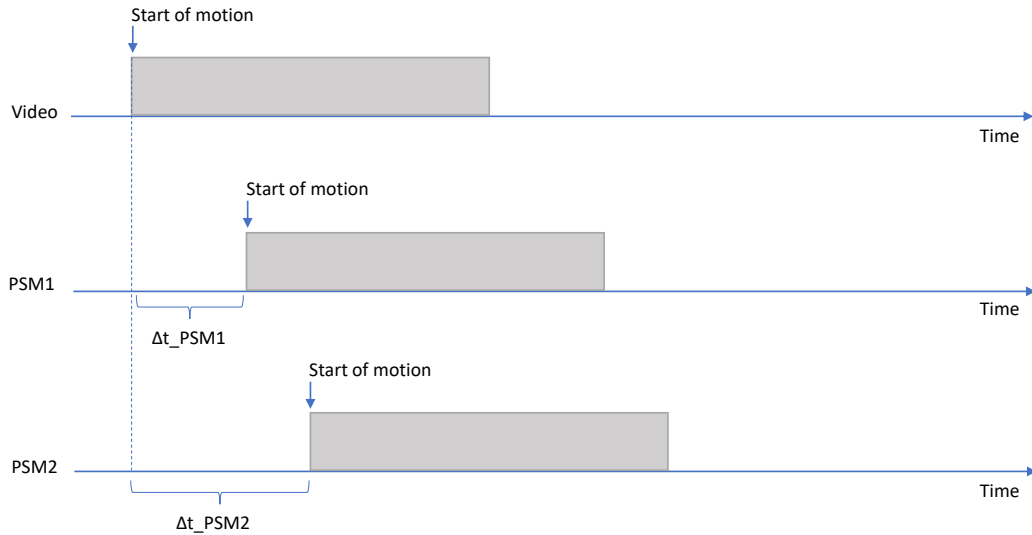 Start of motion
Video
Time
Start of motion
PSM1
Time
Δt_PSM1
Start of motion
PSM2
Time
Δt_PSM2